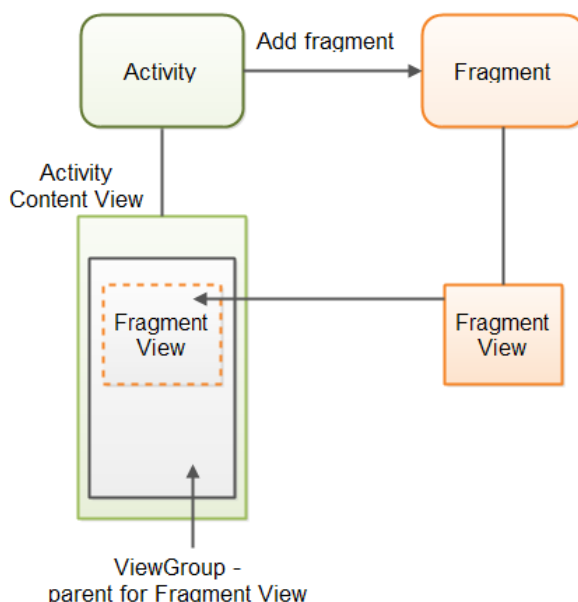 Add fragment
Activity
Fragment
Activity
Content View
Fragment
View
Fragment
View
ViewGroup -
parent for Fragment View